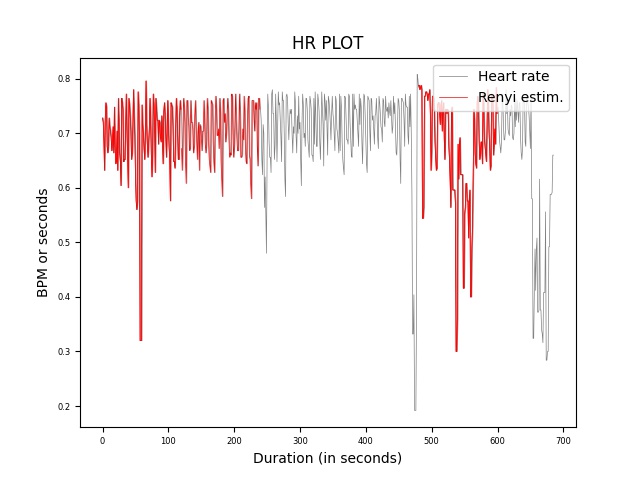 HR PLOT
Heart rate
Renyi estim.
BPM or seconds
0.8
0.7
0.6
0.5
0.4
0.3
0.2
0 100 200 300 400 500 600 700
Duration (in seconds)